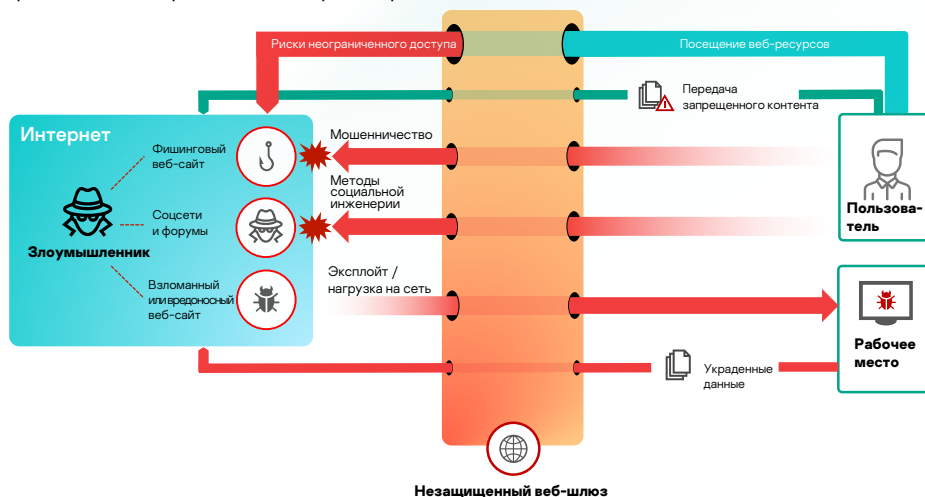 Риски неограниченного доступа
Посещение веб-ресурсов
Передача
запрещенного контента
Интернет
Мошенничество
Фишинговый
веб-сайт
Методы
социальной
инженерии
Соцсети
и форумы
Злоумышленник
Пользова-
тель
Эксплойт /
нагрузка на сеть
Взломанный
или вредоносный
веб-сайт
Рабочее
место
Украденные
данные
Незащищенный веб-шлюз